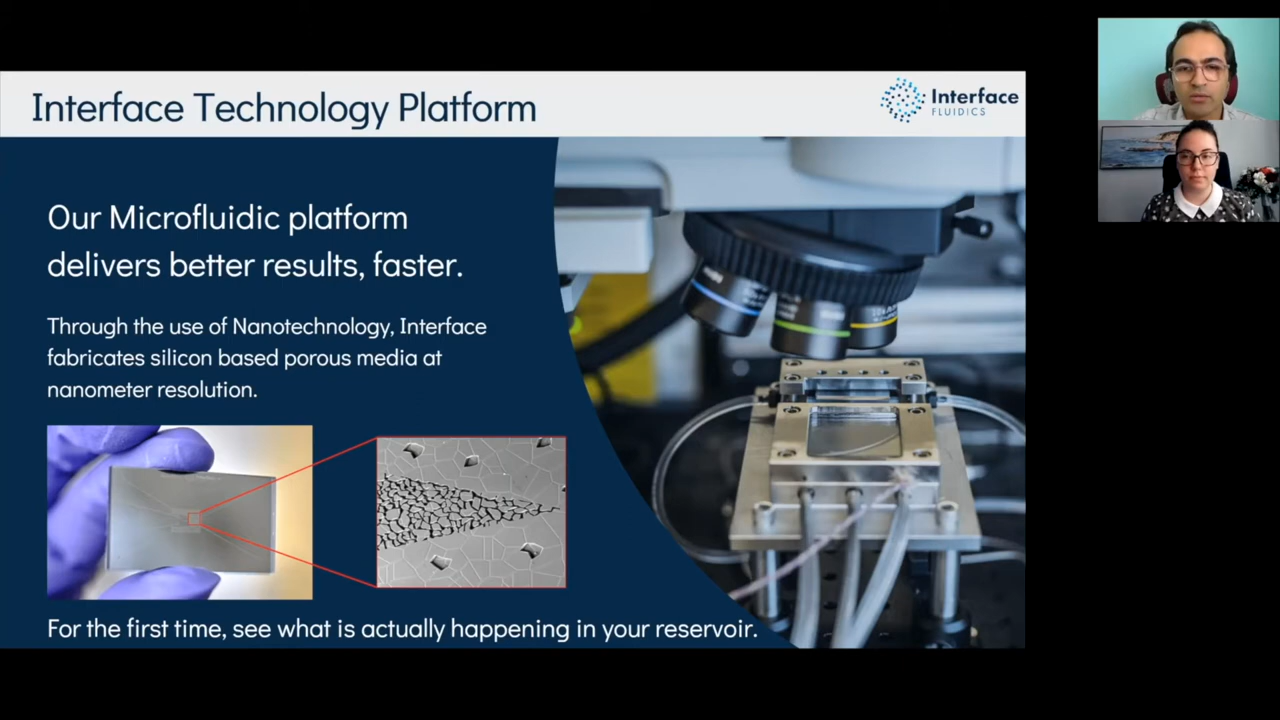 Interface Technology Platform
Interface
FLUIDICS
Our Microfluidic platform
delivers better results, faster.
Through the use of Nanotechnology, Interface
fabricates silicon based porous media at
nanometer resolution.
For the first time, see what is actually happening in your reservoir.